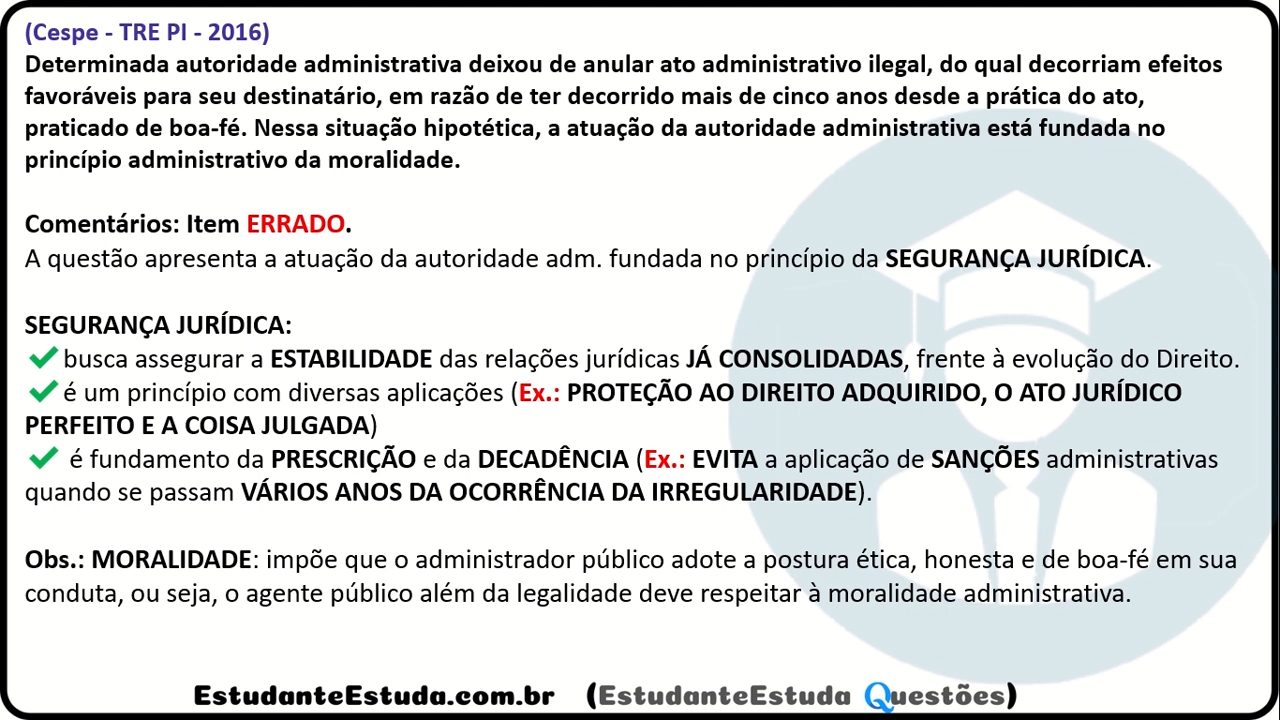 (Cespe - TRE PI - 2016)
Determinada autoridade administrativa deixou de anular ato administrativo ilegal, do qual decorriam efeitos
favoráveis para seu destinatário, em razão de ter decorrido mais de cinco anos desde a prática do ato,
praticado de boa-fé. Nessa situação hipotética, a atuação da autoridade administrativa está fundada no
princípio administrativo da moralidade.
Comentários: Item ERRADO.
A questão apresenta a atuação da autoridade adm. fundada no princípio da SEGURANÇA JURÍDICA.
SEGURANÇA JURÍDICA:
✔ busca assegurar a ESTABILIDADE das relações jurídicas JÁ CONSOLIDADAS, frente à evolução do Direito.
✔ é um princípio com diversas aplicações (Ex.: PROTEÇÃO AO DIREITO ADQUIRIDO, O ATO JURÍDICO
PERFEITO E A COISA JULGADA)
✔ é fundamento da PRESCRIÇÃO e da DECADÊNCIA (Ex.: EVITA a aplicação de SANÇÕES administrativas
quando se passam VÁRIOS ANOS DA OCORRÊNCIA DA IRREGULARIDADE).
Obs.: MORALIDADE: impõe que o administrador público adote a postura ética, honesta e de boa-fé em sua
conduta, ou seja, o agente público além da legalidade deve respeitar à moralidade administrativa.
EstudanteEstuda.com.br (EstudanteEstuda Questões)